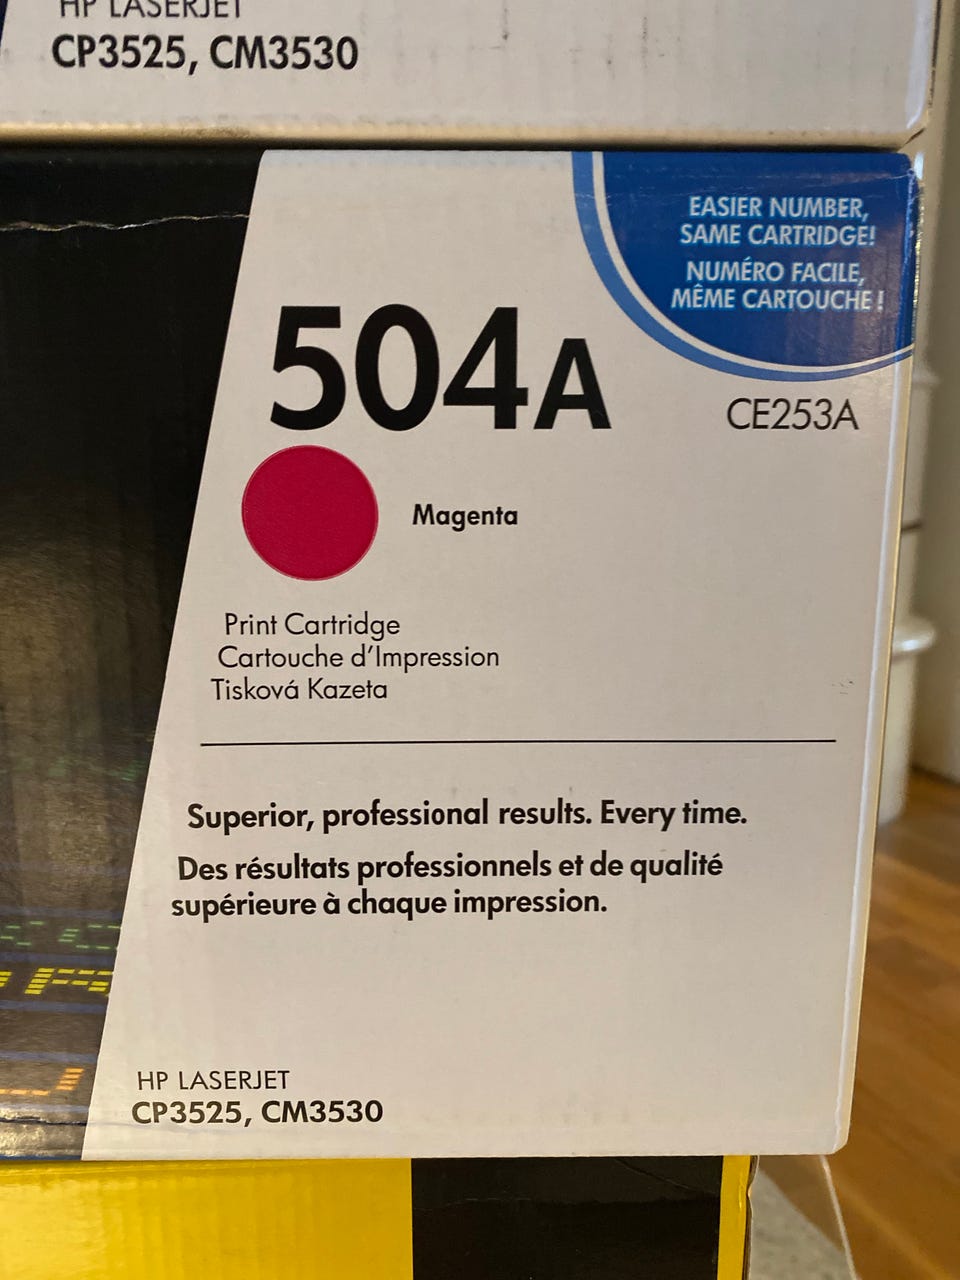 HP LASERJET
CP3525, CM3530
EASIER NUMBER,
SAME CARTRIDGE!
NUMÉRO FACILE,
MÊME CARTOUCHE !
504A
CE253A
Magenta
Print Cartridge
Cartouche d'Impression
Tisková Kazeta
Superior, professional results. Every time.
Des résultats professionnels et de qualité
supérieure à chaque impression.
HP LASERJET
CP3525, CM3530